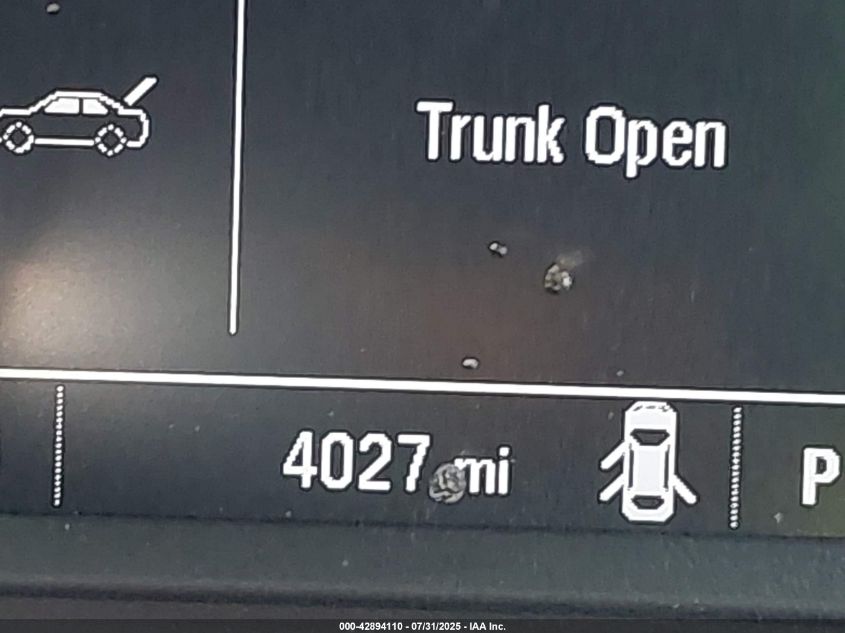 Trunk Open
4027 mi
P
000-42894110 - 07/31/2025 - IAA Inc.